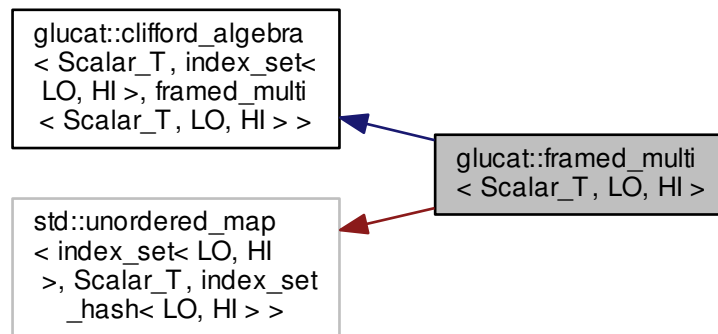 glucat::clifford_algebra
< Scalar_T, index_set<
LO, HI >, framed_multi
< Scalar_T, LO, HI > >
glucat::framed_multi
< Scalar_T, LO, HI >
std::unordered_map
< index_set< LO, HI
>, Scalar_T, index_set
_hash< LO, HI > >